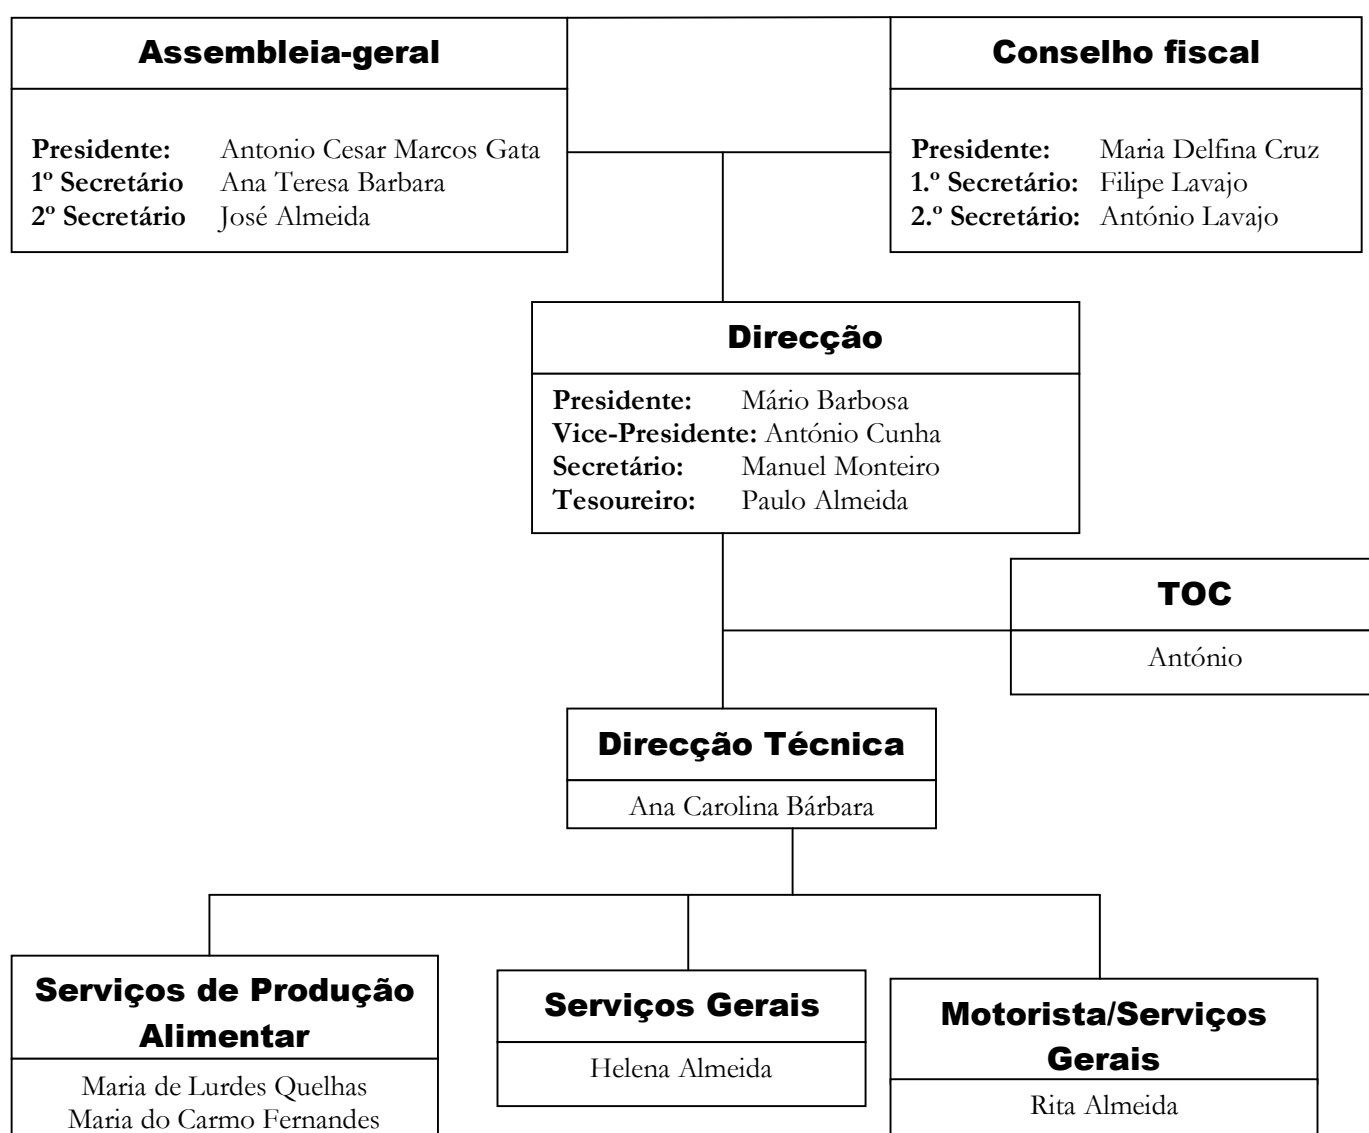 Assembleia-geral
Presidente: Antonio Cesar Marcos Gata
1º Secretário Ana Teresa Barbara
2º Secretário José Almeida
Conselho fiscal
Presidente: Maria Delfina Cruz
1.º Secretário: Filipe Lavajo
2.º Secretário: António Lavajo
Direcção
Presidente: Mário Barbosa
Vice-Presidente: António Cunha
Secretário: Manuel Monteiro
Tesoureiro: Paulo Almeida
TOC
António
Direcção Técnica
Ana Carolina Bárbara
Serviços de Produção
Alimentar
Maria de Lurdes Quelhas
Maria do Carmo Fernandes
Serviços Gerais
Helena Almeida
Motorista/Serviços
Gerais
Rita Almeida